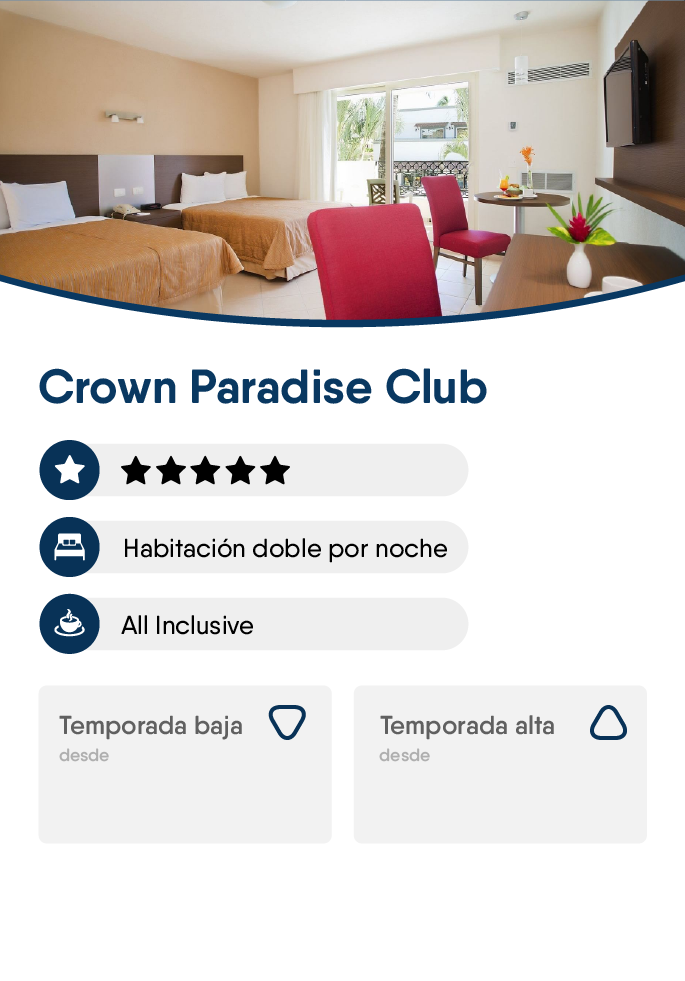 Crown Paradise Club
Habitación doble por noche
All Inclusive
Temporada baja
desde
Temporada alta
desde